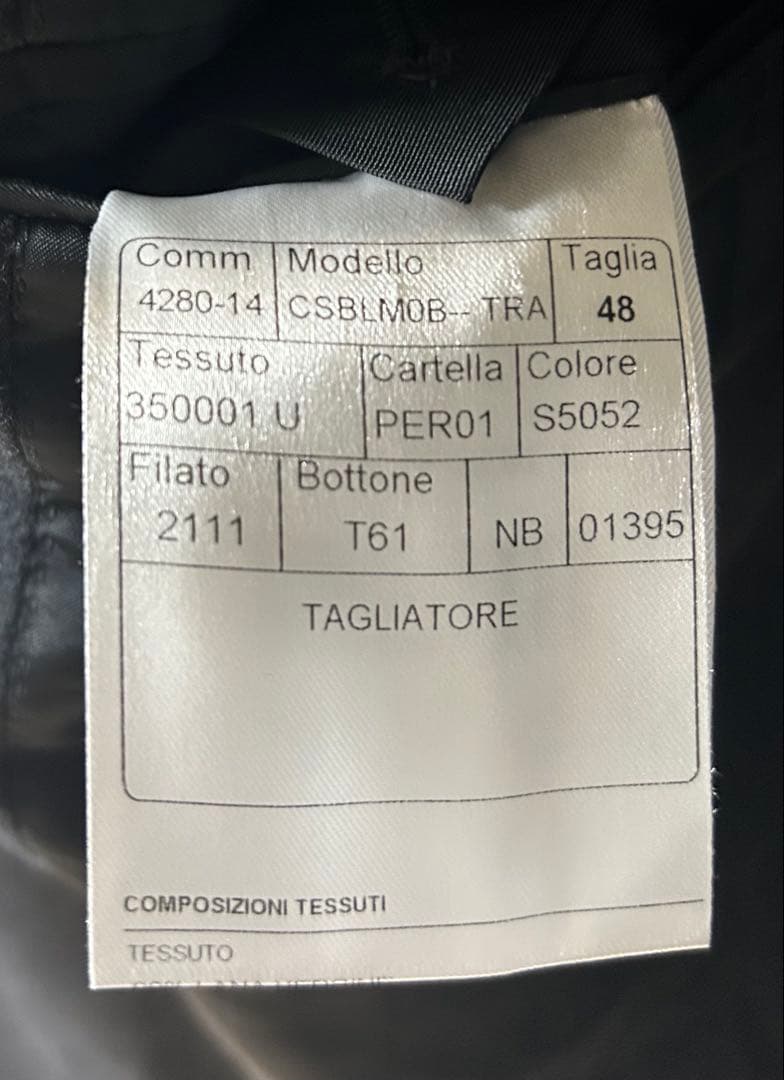 Comm Modello Taglia
4280-14 CSBLM0B-- TRA 48
Tessuto Cartella Colore
350001 U PER01 S5052
Filato Bottone
2111 T61 NB 01395
TAGLIATORE
COMPOSIZIONI TESSUTI
TESSUTO